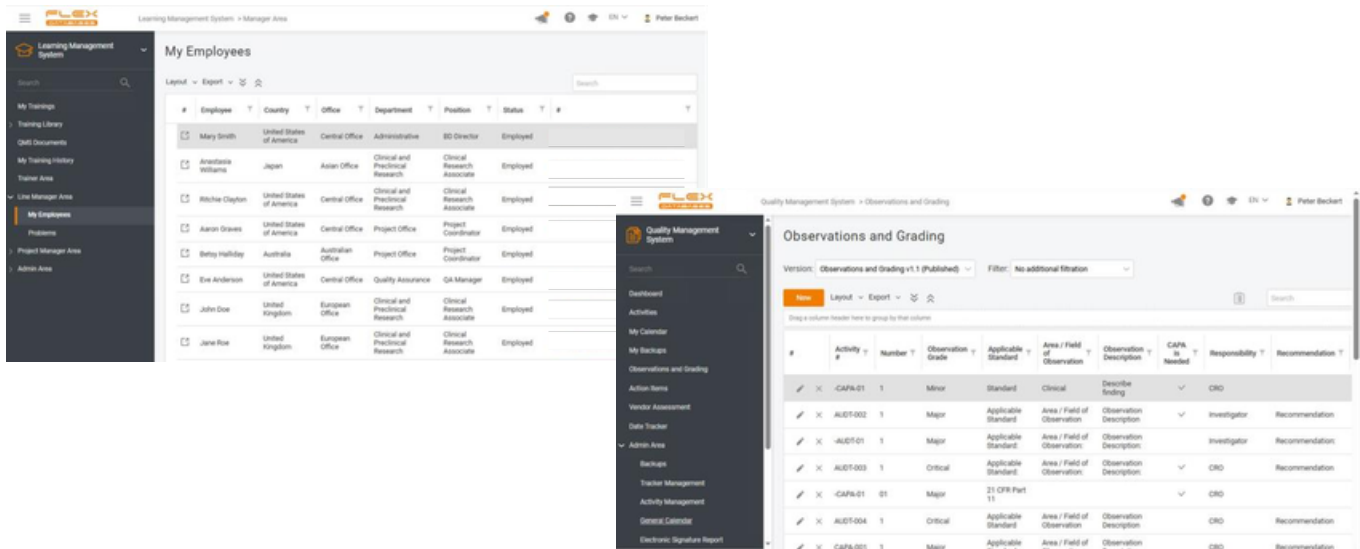 FLEX
DATABASES
Learning Management System > Manager Area
EN
Peter Beckert
Learning Management
System
Search
My Trainings
Training Library
QMS Documents
My Training History
Trainer Area
Line Manager Area
My Employees
Problems
Project Manager Area
Admin Area
My Employees
Layout Export
Search
# Employee Country Office Department Position Status #
Mary Smith United States of America Central Office Administrative BD Director Employed
Anastasia Williams Japan Asian Office Clinical and Preclinical Research Clinical Research Associate Employed
Ritchie Clayton United States of America Central Office Clinical and Preclinical Research Clinical Research Associate Employed
Aaron Graves United States of America Central Office Project Office Project Coordinator Employed
Betsy Halliday Australia Australian Office Project Office Project Coordinator Employed
Eve Anderson United States of America Central Office Quality Assurance QA Manager Employed
John Doe United Kingdom European Office Clinical and Preclinical Research Clinical Research Associate Employed
Jane Roe United Kingdom European Office Clinical and Preclinical Research Clinical Research Associate Employed
FLEX
DATABASES
Quality Management System > Observations and Grading
EN
Peter Beckert
Quality Management
System
Search
Dashboard
Activities
My Calendar
My Backups
Observations and Grading
Action Items
Vendor Assessment
Date Tracker
Admin Area
Backups
Tracker Management
Activity Management
General Calendar
Electronic Signature Report
Observations and Grading
Version: Observations and Grading v1.1 (Published) Filter: No additional filtration
New Layout Export
Search
Drag a column header here to group by that column
# Activity # Number Observation Grade Applicable Standard Area / Field of Observation Observation Description CAPA is Needed Responsibility Recommendation
-CAPA-01 1 Minor Standard Clinical Describe finding CRO
AUDT-002 1 Major Applicable Standard Area / Field of Observation Observation Description Investigator Recommendation
-AUDT-01 1 Major Applicable Standard: Area / Field of Observation: Observation Description: Investigator Recommendation:
AUDT-003 1 Critical Applicable Standard: Area / Field of Observation: Observation Description: CRO Recommendation
-CAPA-01 01 Major 21 CFR Part 11 CRO
AUDT-004 1 Critical Applicable Standard Area / Field of Observation Observation Description CRO Recommendation
CAPA-001 1 Major Applicable Area / Field of Observation CRO Recommendation